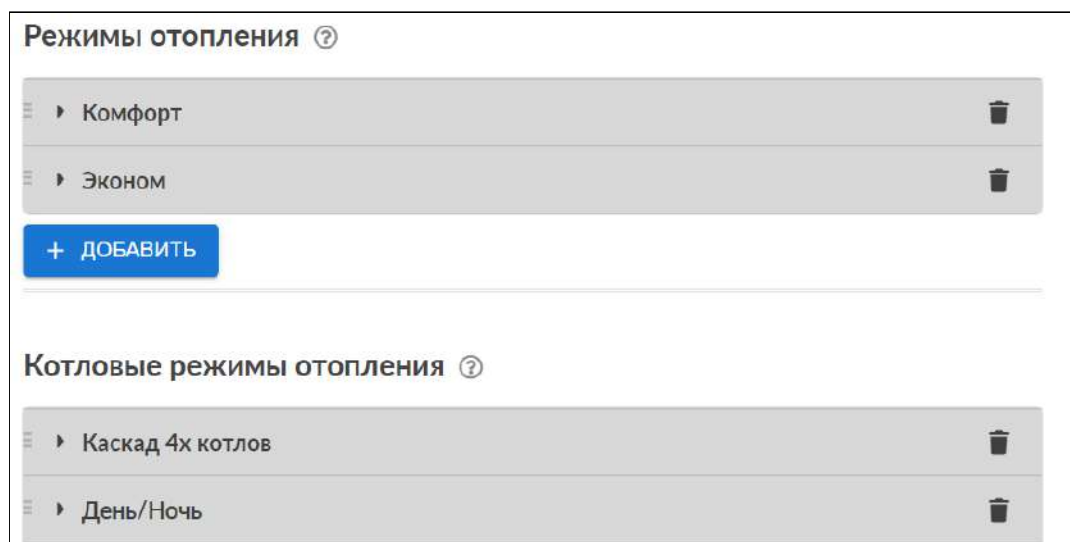 Режимы отопления ?
Комфорт
Эконом
+ ДОБАВИТЬ
Котловые режимы отопления ?
Каскад 4х котлов
День/Ночь